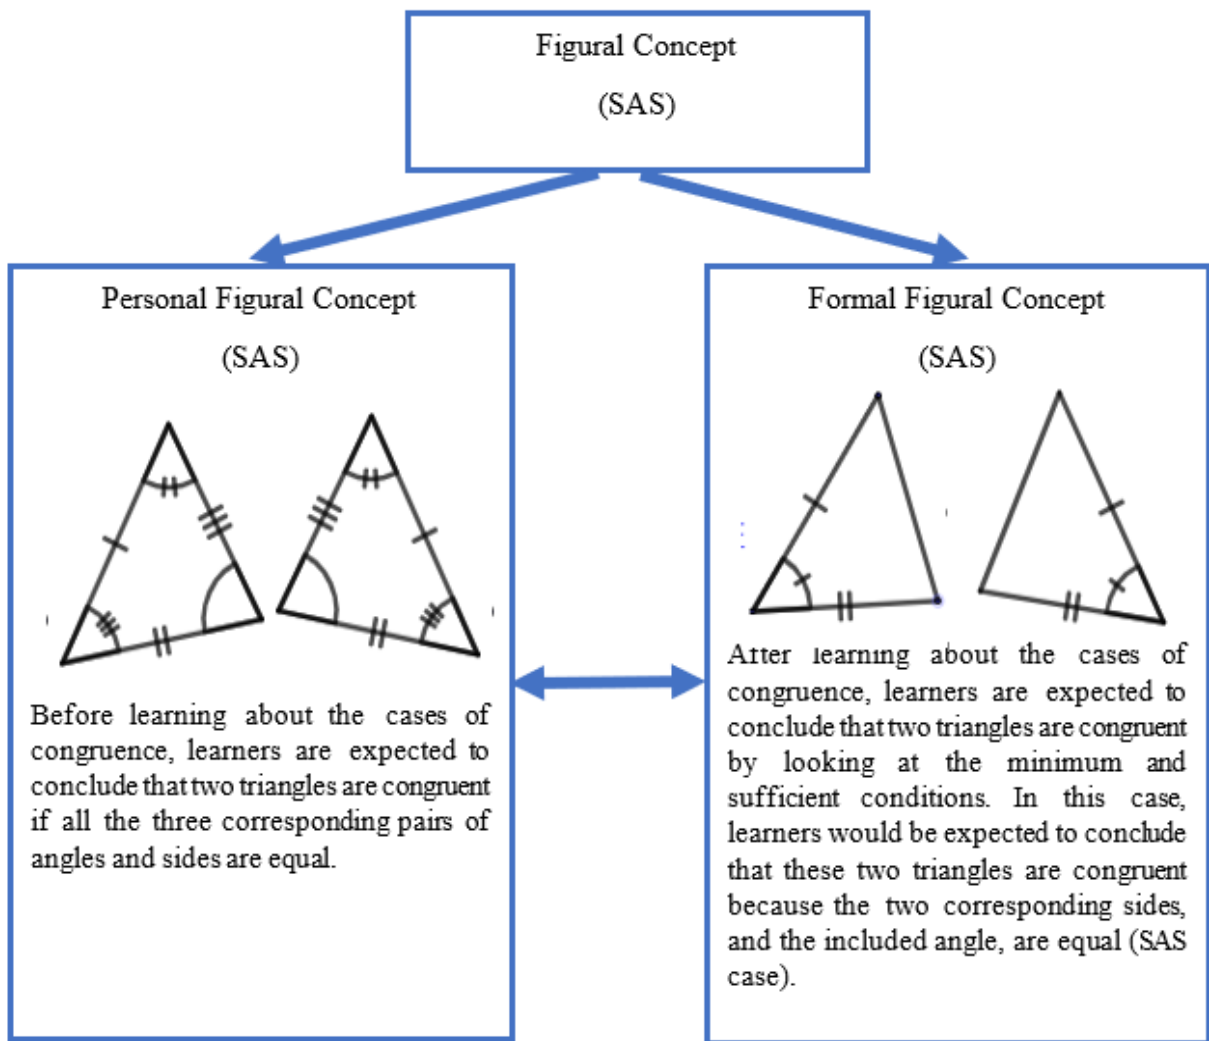 Figural Concept
(SAS)
Personal Figural Concept
(SAS)
Before learning about the cases of
congruence, learners are expected to
conclude that two triangles are congruent
if all the three corresponding pairs of
angles and sides are equal.
Formal Figural Concept
(SAS)
After learning about the cases of
congruence, learners are expected to
conclude that two triangles are congruent
by looking at the minimum and
sufficient conditions. In this case,
learners would be expected to conclude
that these two triangles are congruent
because the two corresponding sides,
and the included angle, are equal (SAS
case).